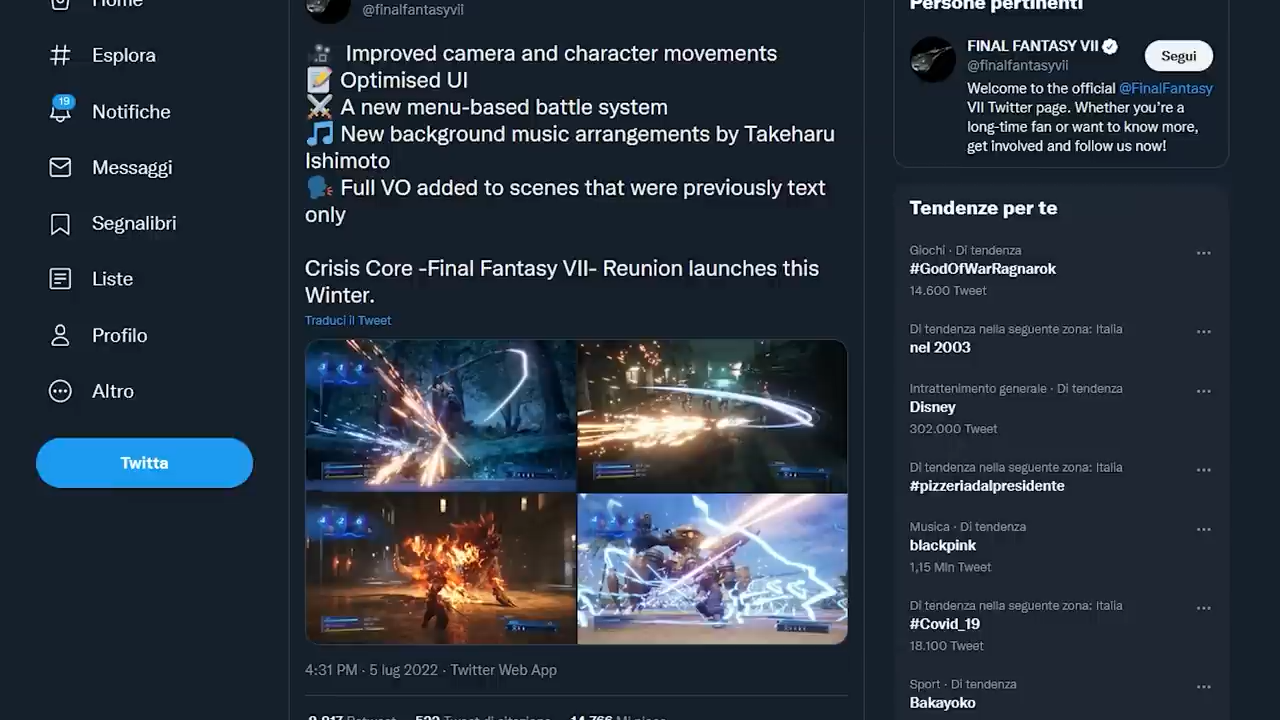 Home
Esplora
19
Notifiche
Messaggi
Segnalibri
Liste
Profilo
Altro
Twitta
@finalfantasyvii
Improved camera and character movements
Optimised UI
A new menu-based battle system
New background music arrangements by Takeharu
Ishimoto
Full VO added to scenes that were previously text
only
Crisis Core -Final Fantasy VII- Reunion launches this
Winter.
Traduci il Tweet
4:31 PM · 5 lug 2022 · Twitter Web App
Persone pertinenti
FINAL FANTASY VII
@finalfantasyvii
Segui
Welcome to the official @FinalFantasy
VII Twitter page. Whether you're a
long-time fan or want to know more,
get involved and follow us now!
Tendenze per te
Giochi · Di tendenza
#GodOfWarRagnarok
14.600 Tweet
Di tendenza nella seguente zona: Italia
nel 2003
Intrattenimento generale · Di tendenza
Disney
302.000 Tweet
Di tendenza nella seguente zona: Italia
#pizzeriadalpresidente
Musica · Di tendenza
blackpink
1,15 Mln Tweet
Di tendenza nella seguente zona: Italia
#Covid_19
18.100 Tweet
Sport · Di tendenza
Bakayoko